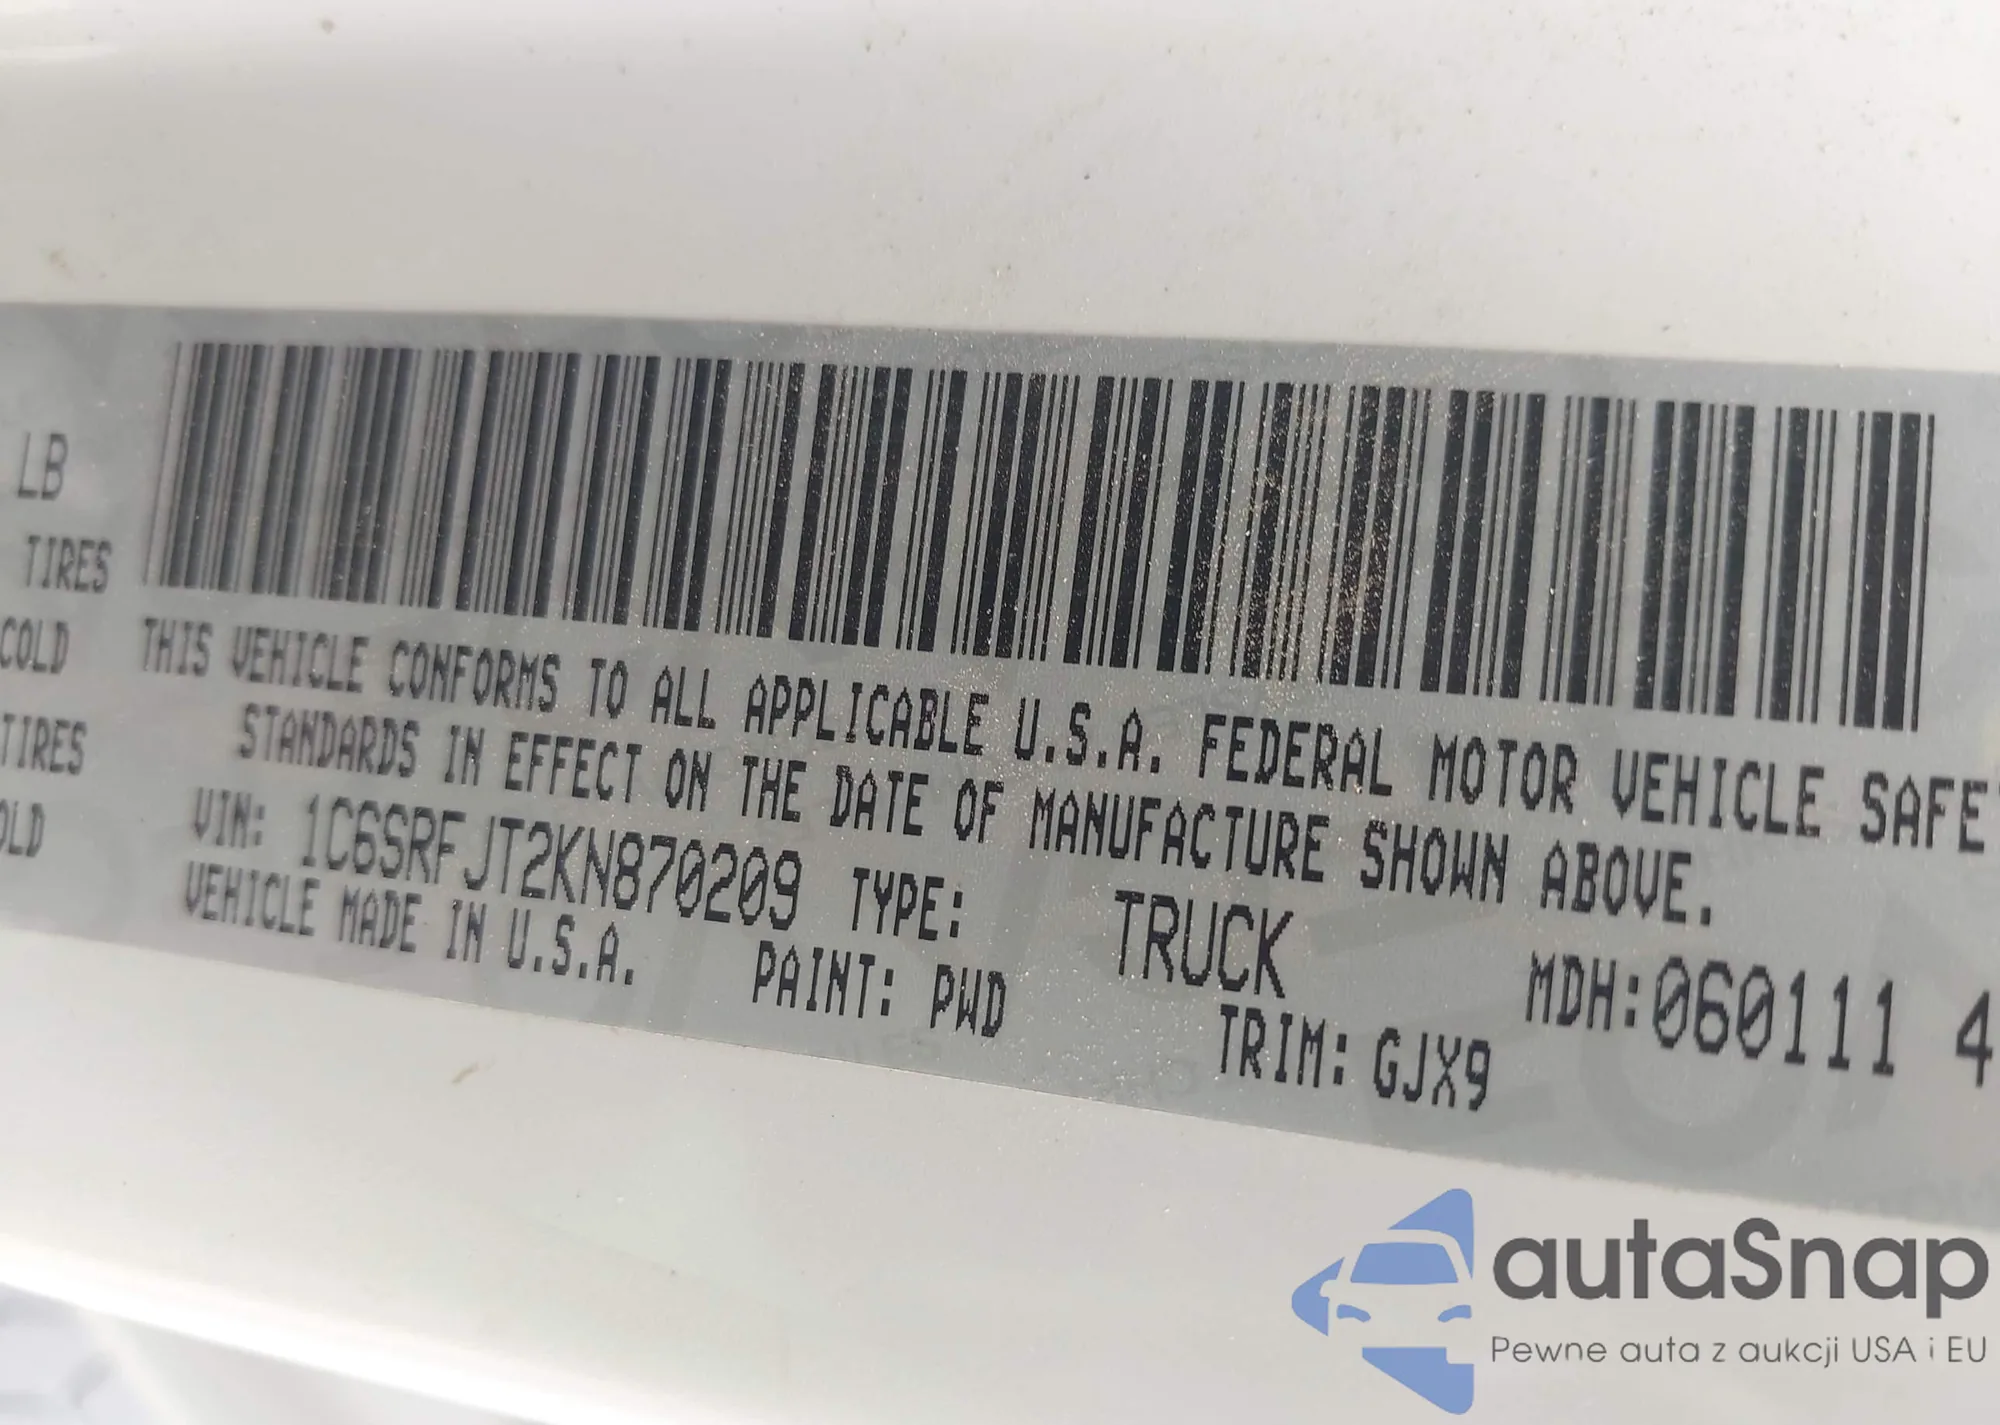 LB
TIRES
COLD
TIRES
OLD
THIS VEHICLE CONFORMS TO ALL APPLICABLE U.S.A. FEDERAL MOTOR VEHICLE SAFE
STANDARDS IN EFFECT ON THE DATE OF MANUFACTURE SHOWN ABOVE.
VIN: 1C6SRFJT2KN870209 TYPE: TRUCK MDH:060111 4
VEHICLE MADE IN U.S.A. PAINT: PWD TRIM: GJX9
autaSnap
Pewne auta z aukcji USA i EU